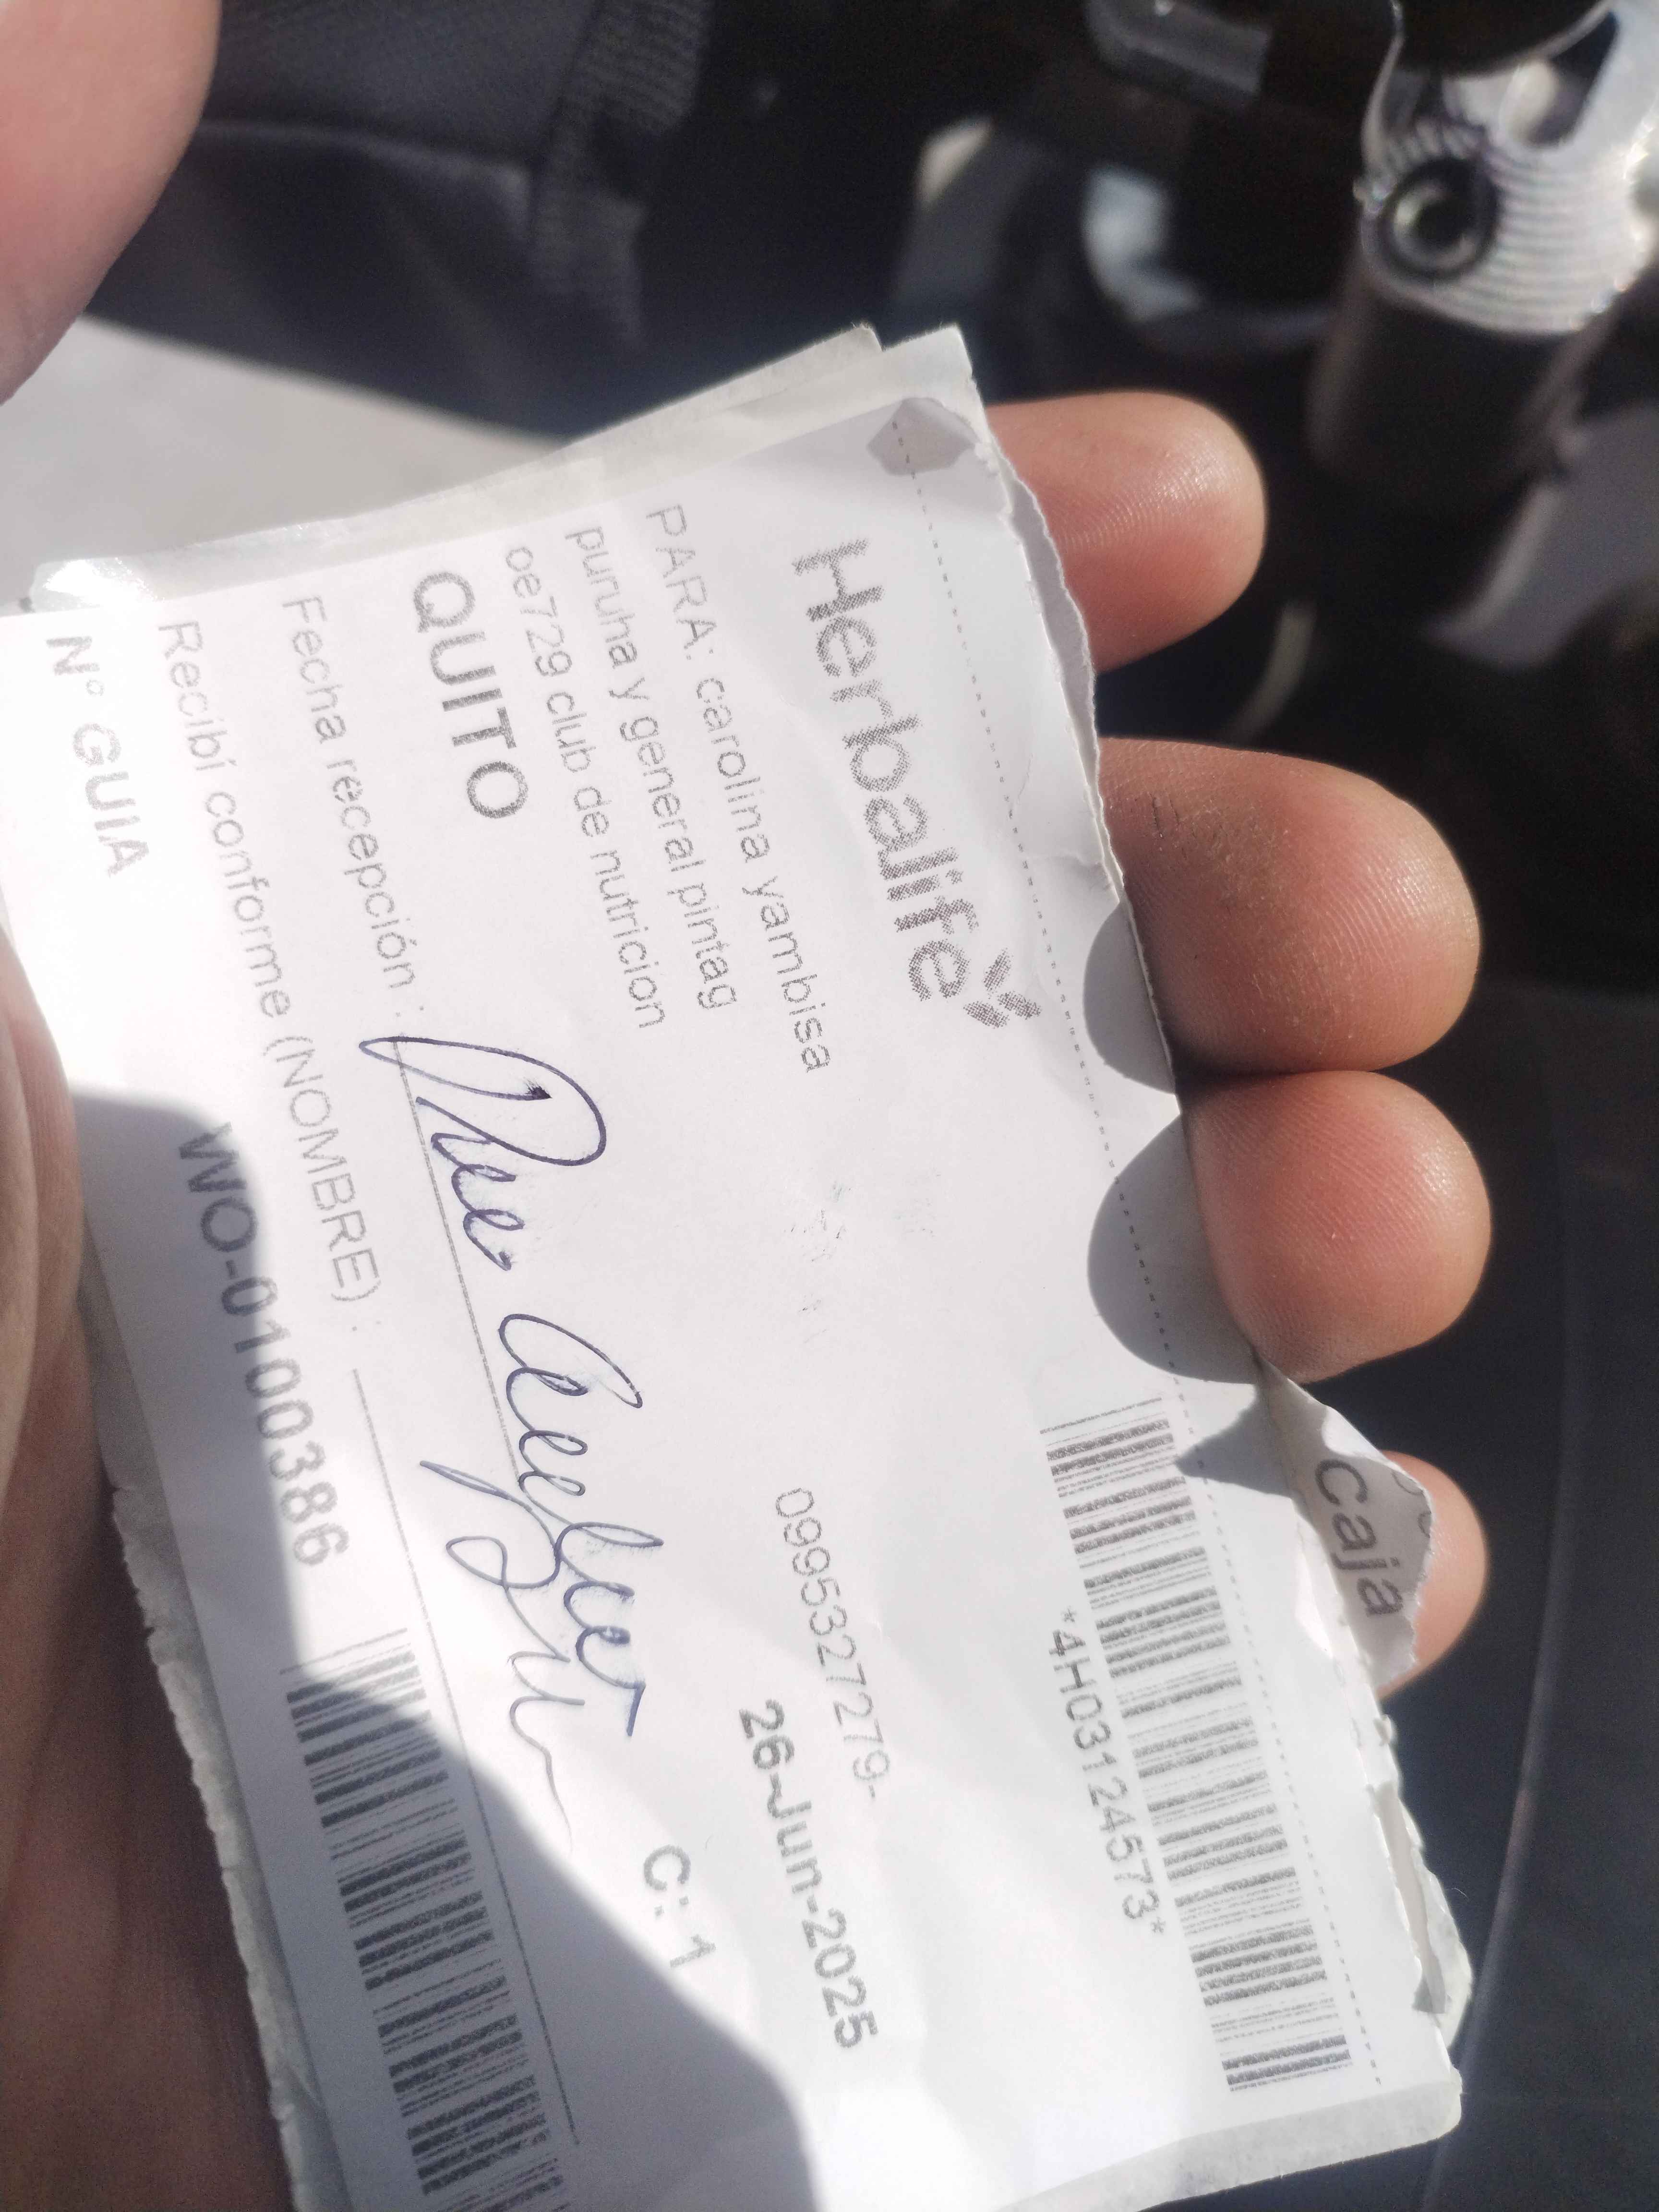 Caja
Herbalife
*4H03124573*
PARA: carolina yambisa
0995327279-
puruha y general pintag
oe729 club de nutricion
26-Jun-2025
QUITO
C: 1
Fecha recepción :
Recibí conforme (NOMBRE) :
N° GUIA WO-0100386